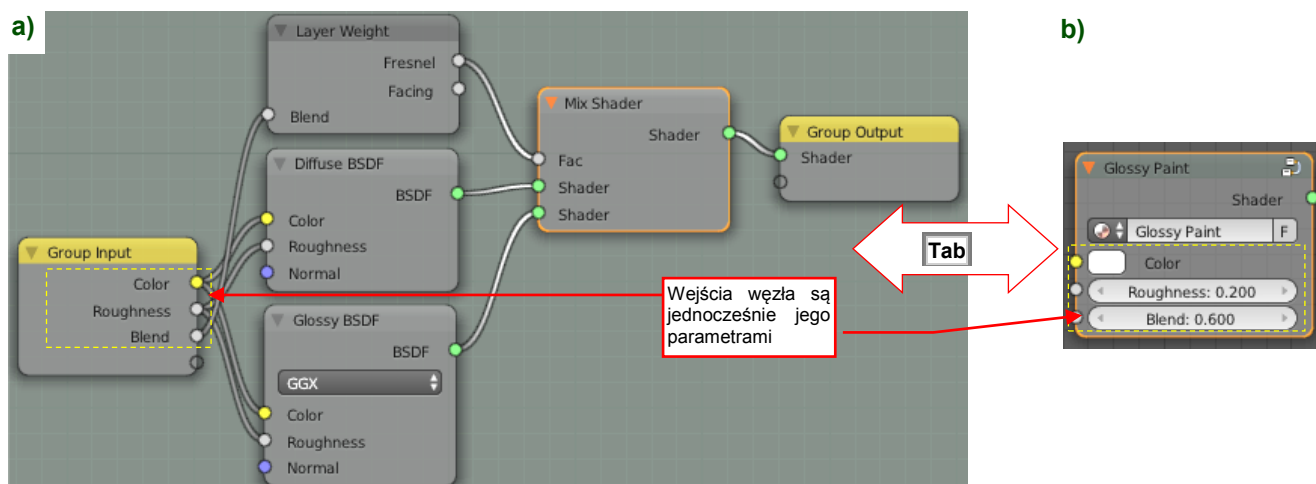 a)
Layer Weight
Fresnel
Facing
Blend
Diffuse BSDF
BSDF
Color
Roughness
Normal
Glossy BSDF
BSDF
GGX
Color
Roughness
Normal
Group Input
Color
Roughness
Blend
Mix Shader
Shader
Fac
Shader
Shader
Group Output
Shader
Tab
Wejścia węzła są
jednocześnie jego
parametrami
b)
Glossy Paint
Shader
Glossy Paint F
Color
Roughness: 0.200
Blend: 0.600